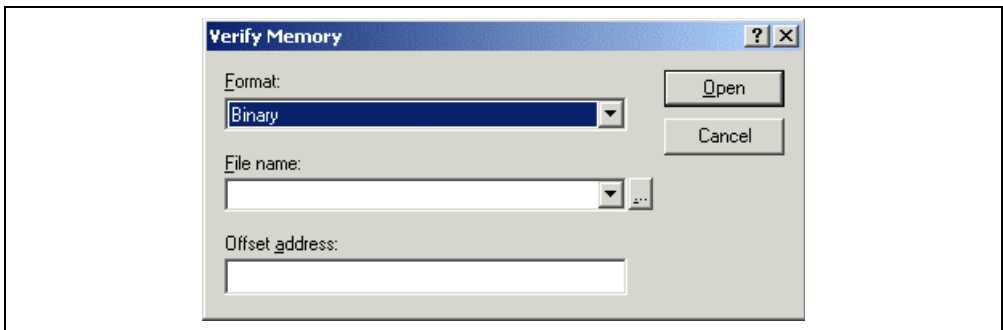 Verify Memory
Format:
Open
Binary
Cancel
File name:
...
Offset address: